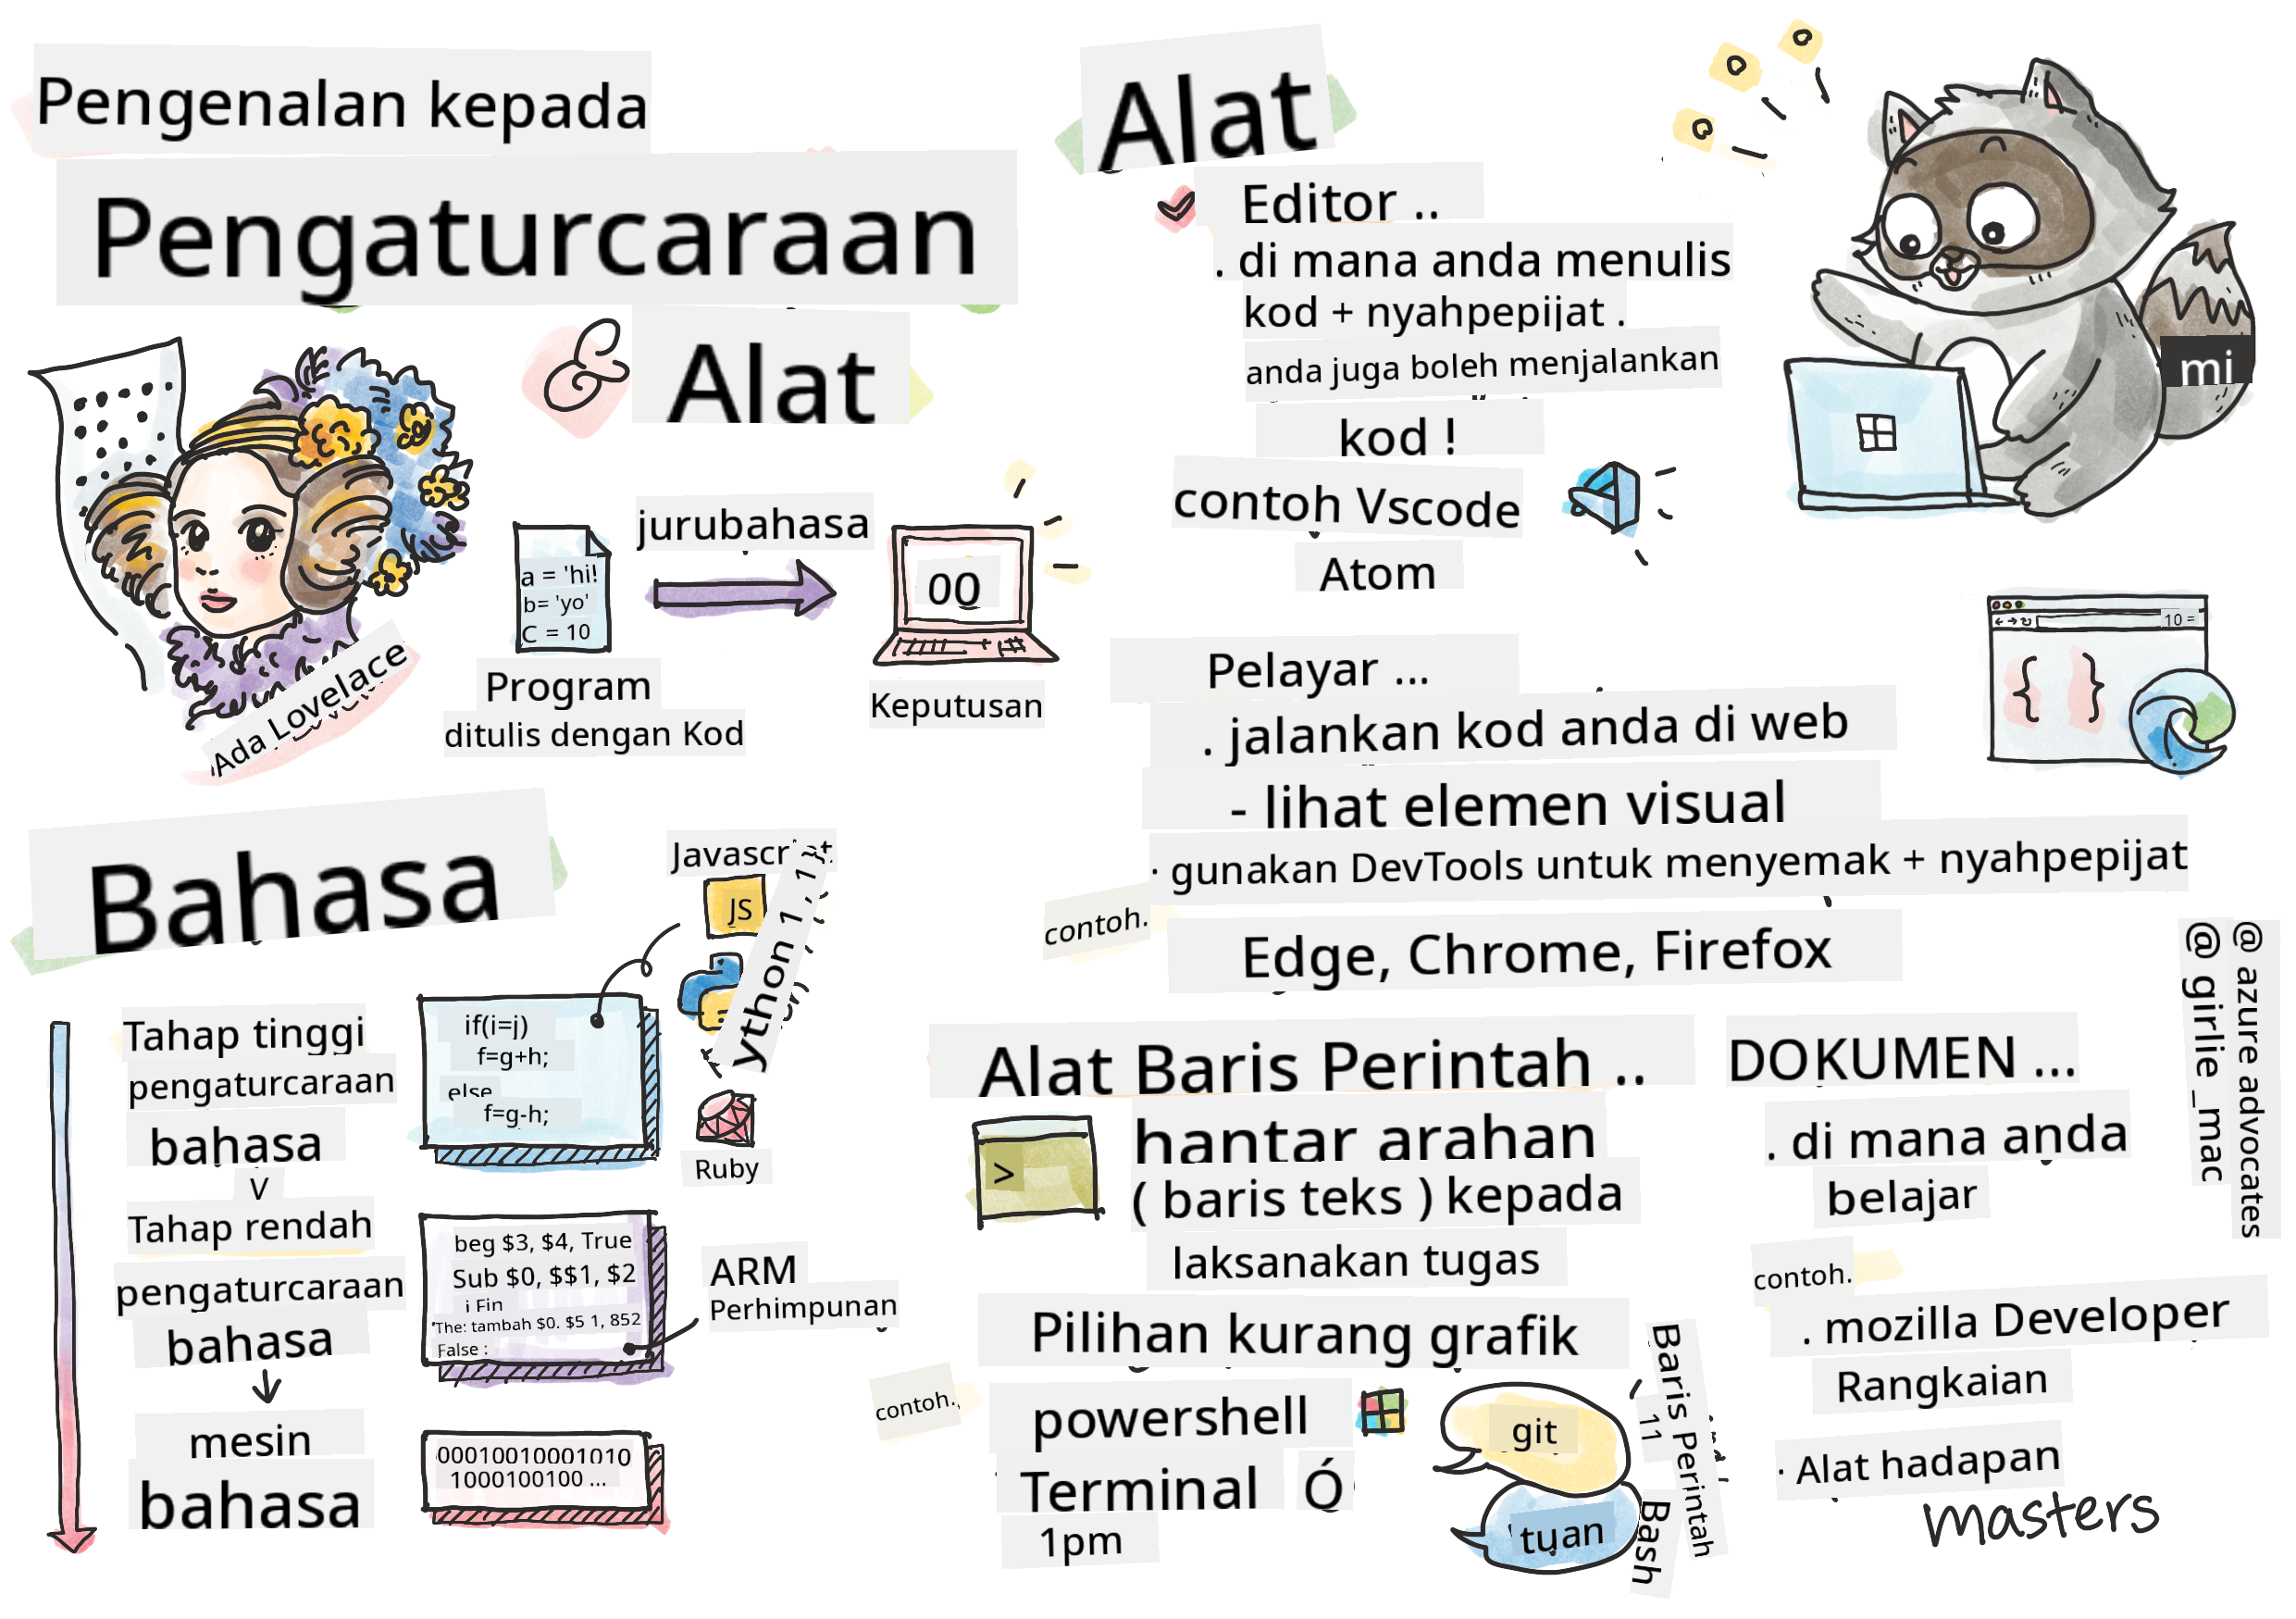 Pengenalan kepada
Pengaturcaraan
& Alat
a = 'hi!
b= 'yo'
C = 10
jurubahasa
00
Program
ditulis dengan Kod
Keputusan
Ada Lovelace
Bahasa
Tahap tinggi
pengaturcaraan
bahasa
V
Tahap rendah
pengaturcaraan
bahasa
mesin
bahasa
if(i=j)
f=g+h;
else
f=g-h;
Javascript
JS
ython 1, 1
Ruby
beg $3, $4, True
Sub $0, $$1, $2
j Fin
The: tambah $0. $5 1, 852
False :
ARM
Perhimpunan
00010010001010
1000100100 ...
Alat
Editor ..
. di mana anda menulis
kod + nyahpepijat .
anda juga boleh menjalankan
kod !
contoh Vscode
Atom
mi
Pelayar ...
. jalankan kod anda di web
- lihat elemen visual
· gunakan DevTools untuk menyemak + nyahpepijat
contoh.
Edge, Chrome, Firefox
10 =
{ }
Alat Baris Perintah ..
>
hantar arahan
( baris teks ) kepada
laksanakan tugas
Pilihan kurang grafik
contoh.
powershell
Terminal Ó
1pm
git
tuan
Baris Perintah
11
Bash
DOKUMEN ...
. di mana anda
belajar
contoh.
. mozilla Developer
Rangkaian
· Alat hadapan
masters
@ azure advocates
@ girlie_mac